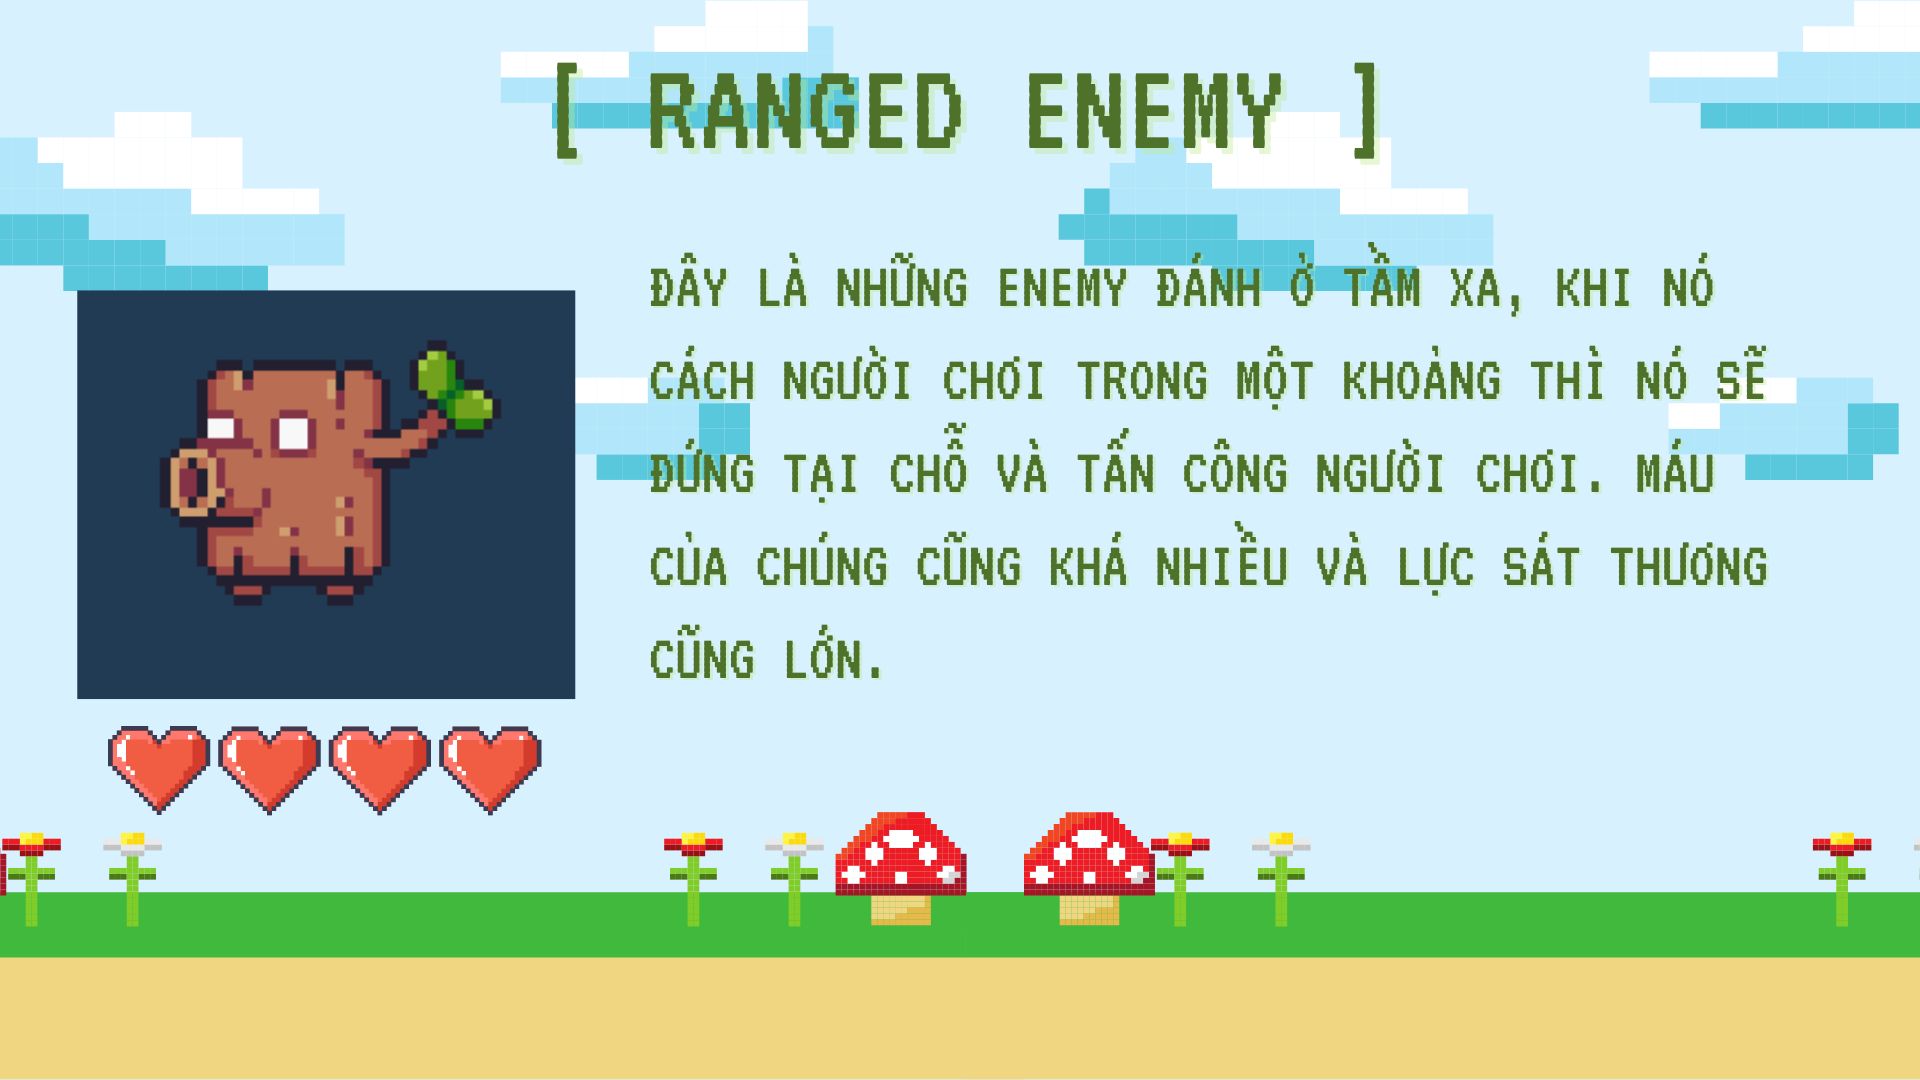 [ RANGED ENEMY ]
ĐÂY LÀ NHỮNG ENEMY ĐÁNH Ở TẦM XA, KHI NÓ
CÁCH NGƯỜI CHƠI TRONG MỘT KHOẢNG THÌ NÓ SẼ
ĐỨNG TẠI CHỖ VÀ TẤN CÔNG NGƯỜI CHƠI. MÁU
CỦA CHÚNG CŨNG KHÁ NHIỀU VÀ LỰC SÁT THƯƠNG
CŨNG LỚN.